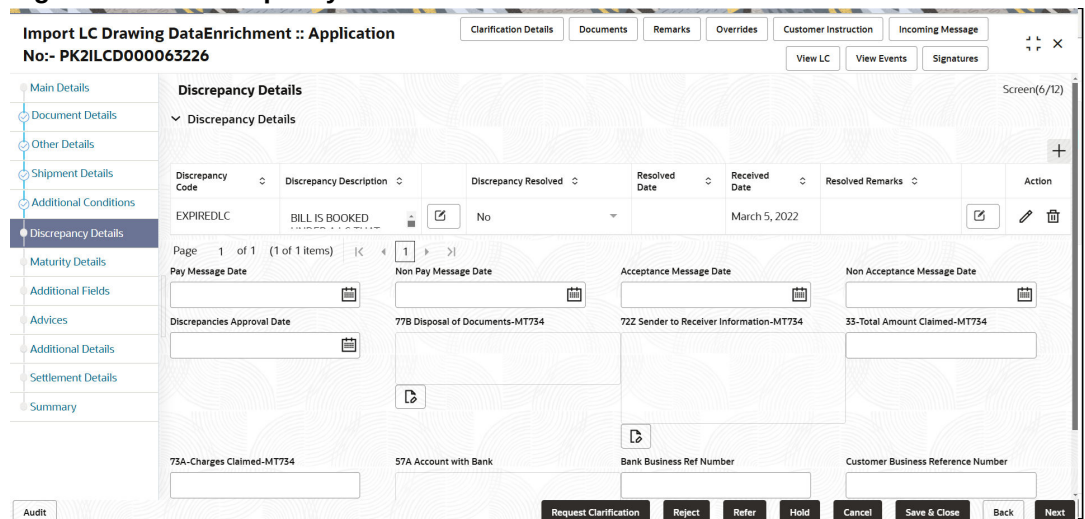 Import LC Drawing DataEnrichment :: Application
No:- PK2ILCD000063226
Clarification Details Documents Remarks Overrides Customer Instruction Incoming Message
View LC View Events Signatures
Main Details
Document Details
Other Details
Shipment Details
Additional Conditions
Discrepancy Details
Maturity Details
Additional Fields
Advices
Additional Details
Settlement Details
Summary
Discrepancy Details Screen(6/12)
Discrepancy Details
Discrepancy Code Discrepancy Description Discrepancy Resolved Resolved Date Received Date Resolved Remarks Action
EXPIREDLC BILL IS BOOKED No March 5, 2022
Page 1 of 1 (1 of 1 items) 1
Pay Message Date Non Pay Message Date Acceptance Message Date Non Acceptance Message Date
Discrepancies Approval Date 77B Disposal of Documents-MT734 72Z Sender to Receiver Information-MT734 33-Total Amount Claimed-MT734
73A-Charges Claimed-MT734 57A Account with Bank Bank Business Ref Number Customer Business Reference Number
Audit Request Clarification Reject Refer Hold Cancel Save & Close Back Next